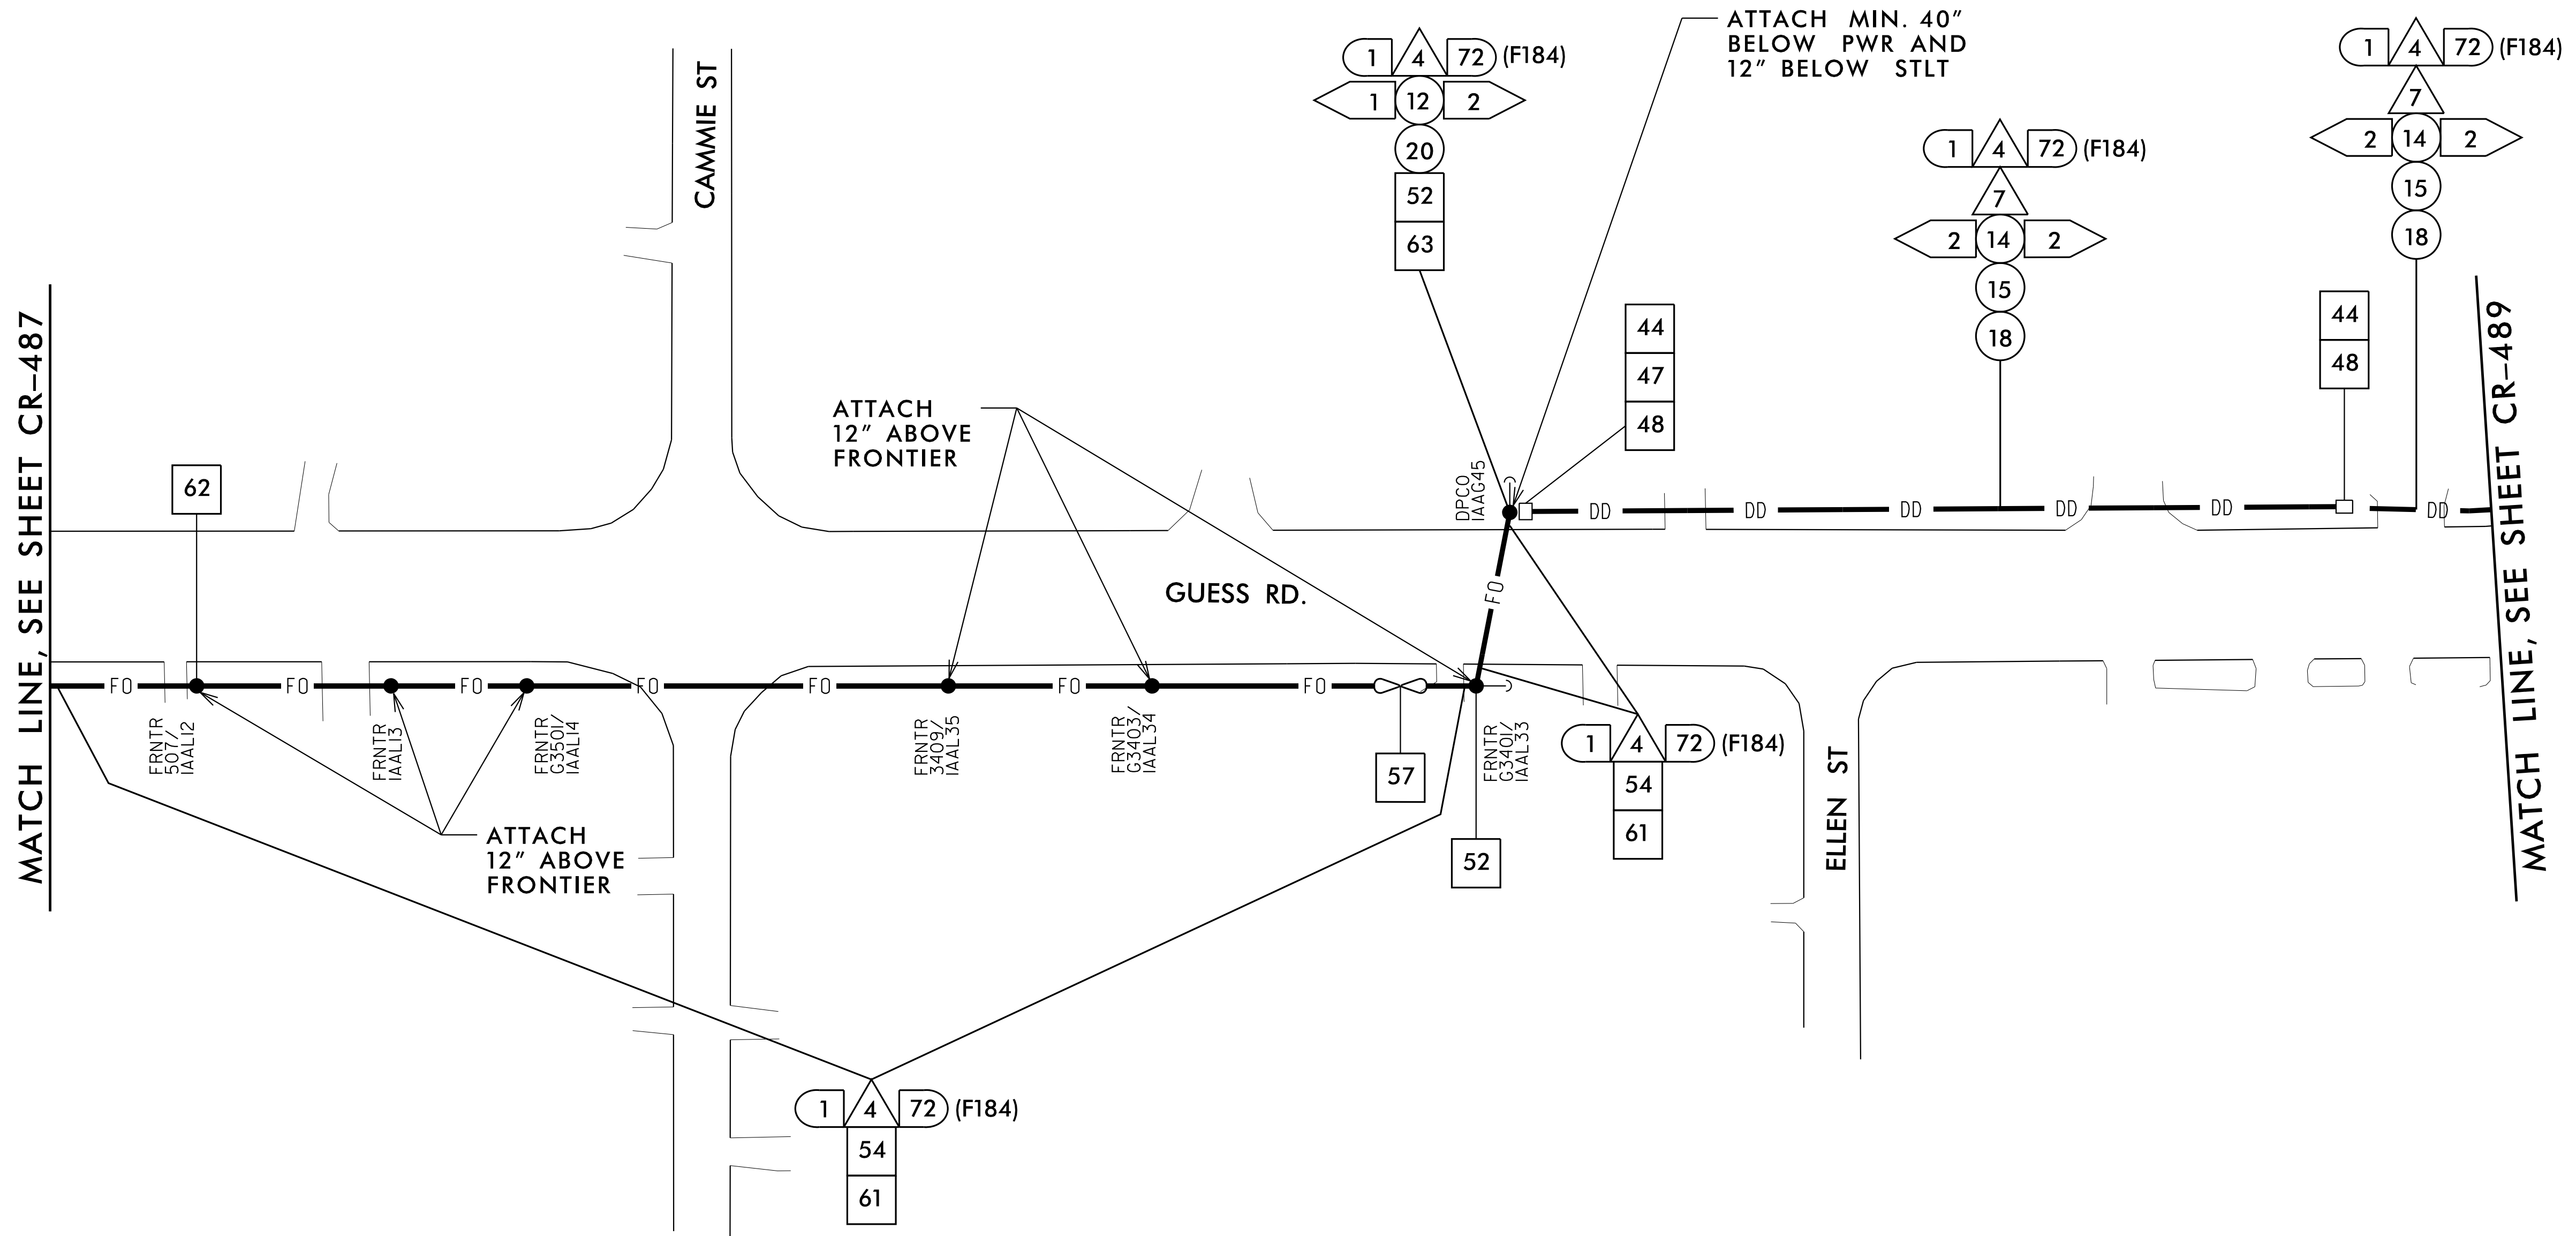 ATTACH MIN. 40"
BELOW PWR AND
12" BELOW STLT
1 4 72 (F184)
1 12 2
20
52
63
1 4 72 (F184)
7
2 14 2
15
18
1 4 72 (F184)
7
2 14 2
15
18
CAMMIE ST
44
47
48
44
48
MATCH LINE, SEE SHEET CR-487
MATCH LINE, SEE SHEET CR-489
ATTACH
12" ABOVE
FRONTIER
62
DPCO
IAAG45
DD DD DD DD DD DD
GUESS RD.
FO
FO FO FO FO FO FO FO
FRNTR
507/
IAAL12
FRNTR
IAAL13
FRNTR
G3501/
IAAL14
FRNTR
3409/
IAAL35
FRNTR
G3403/
IAAL34
FRNTR
G3401/
IAAL33
57
52
1 4 72 (F184)
54
61
ELLEN ST
ATTACH
12" ABOVE
FRONTIER
1 4 72 (F184)
54
61